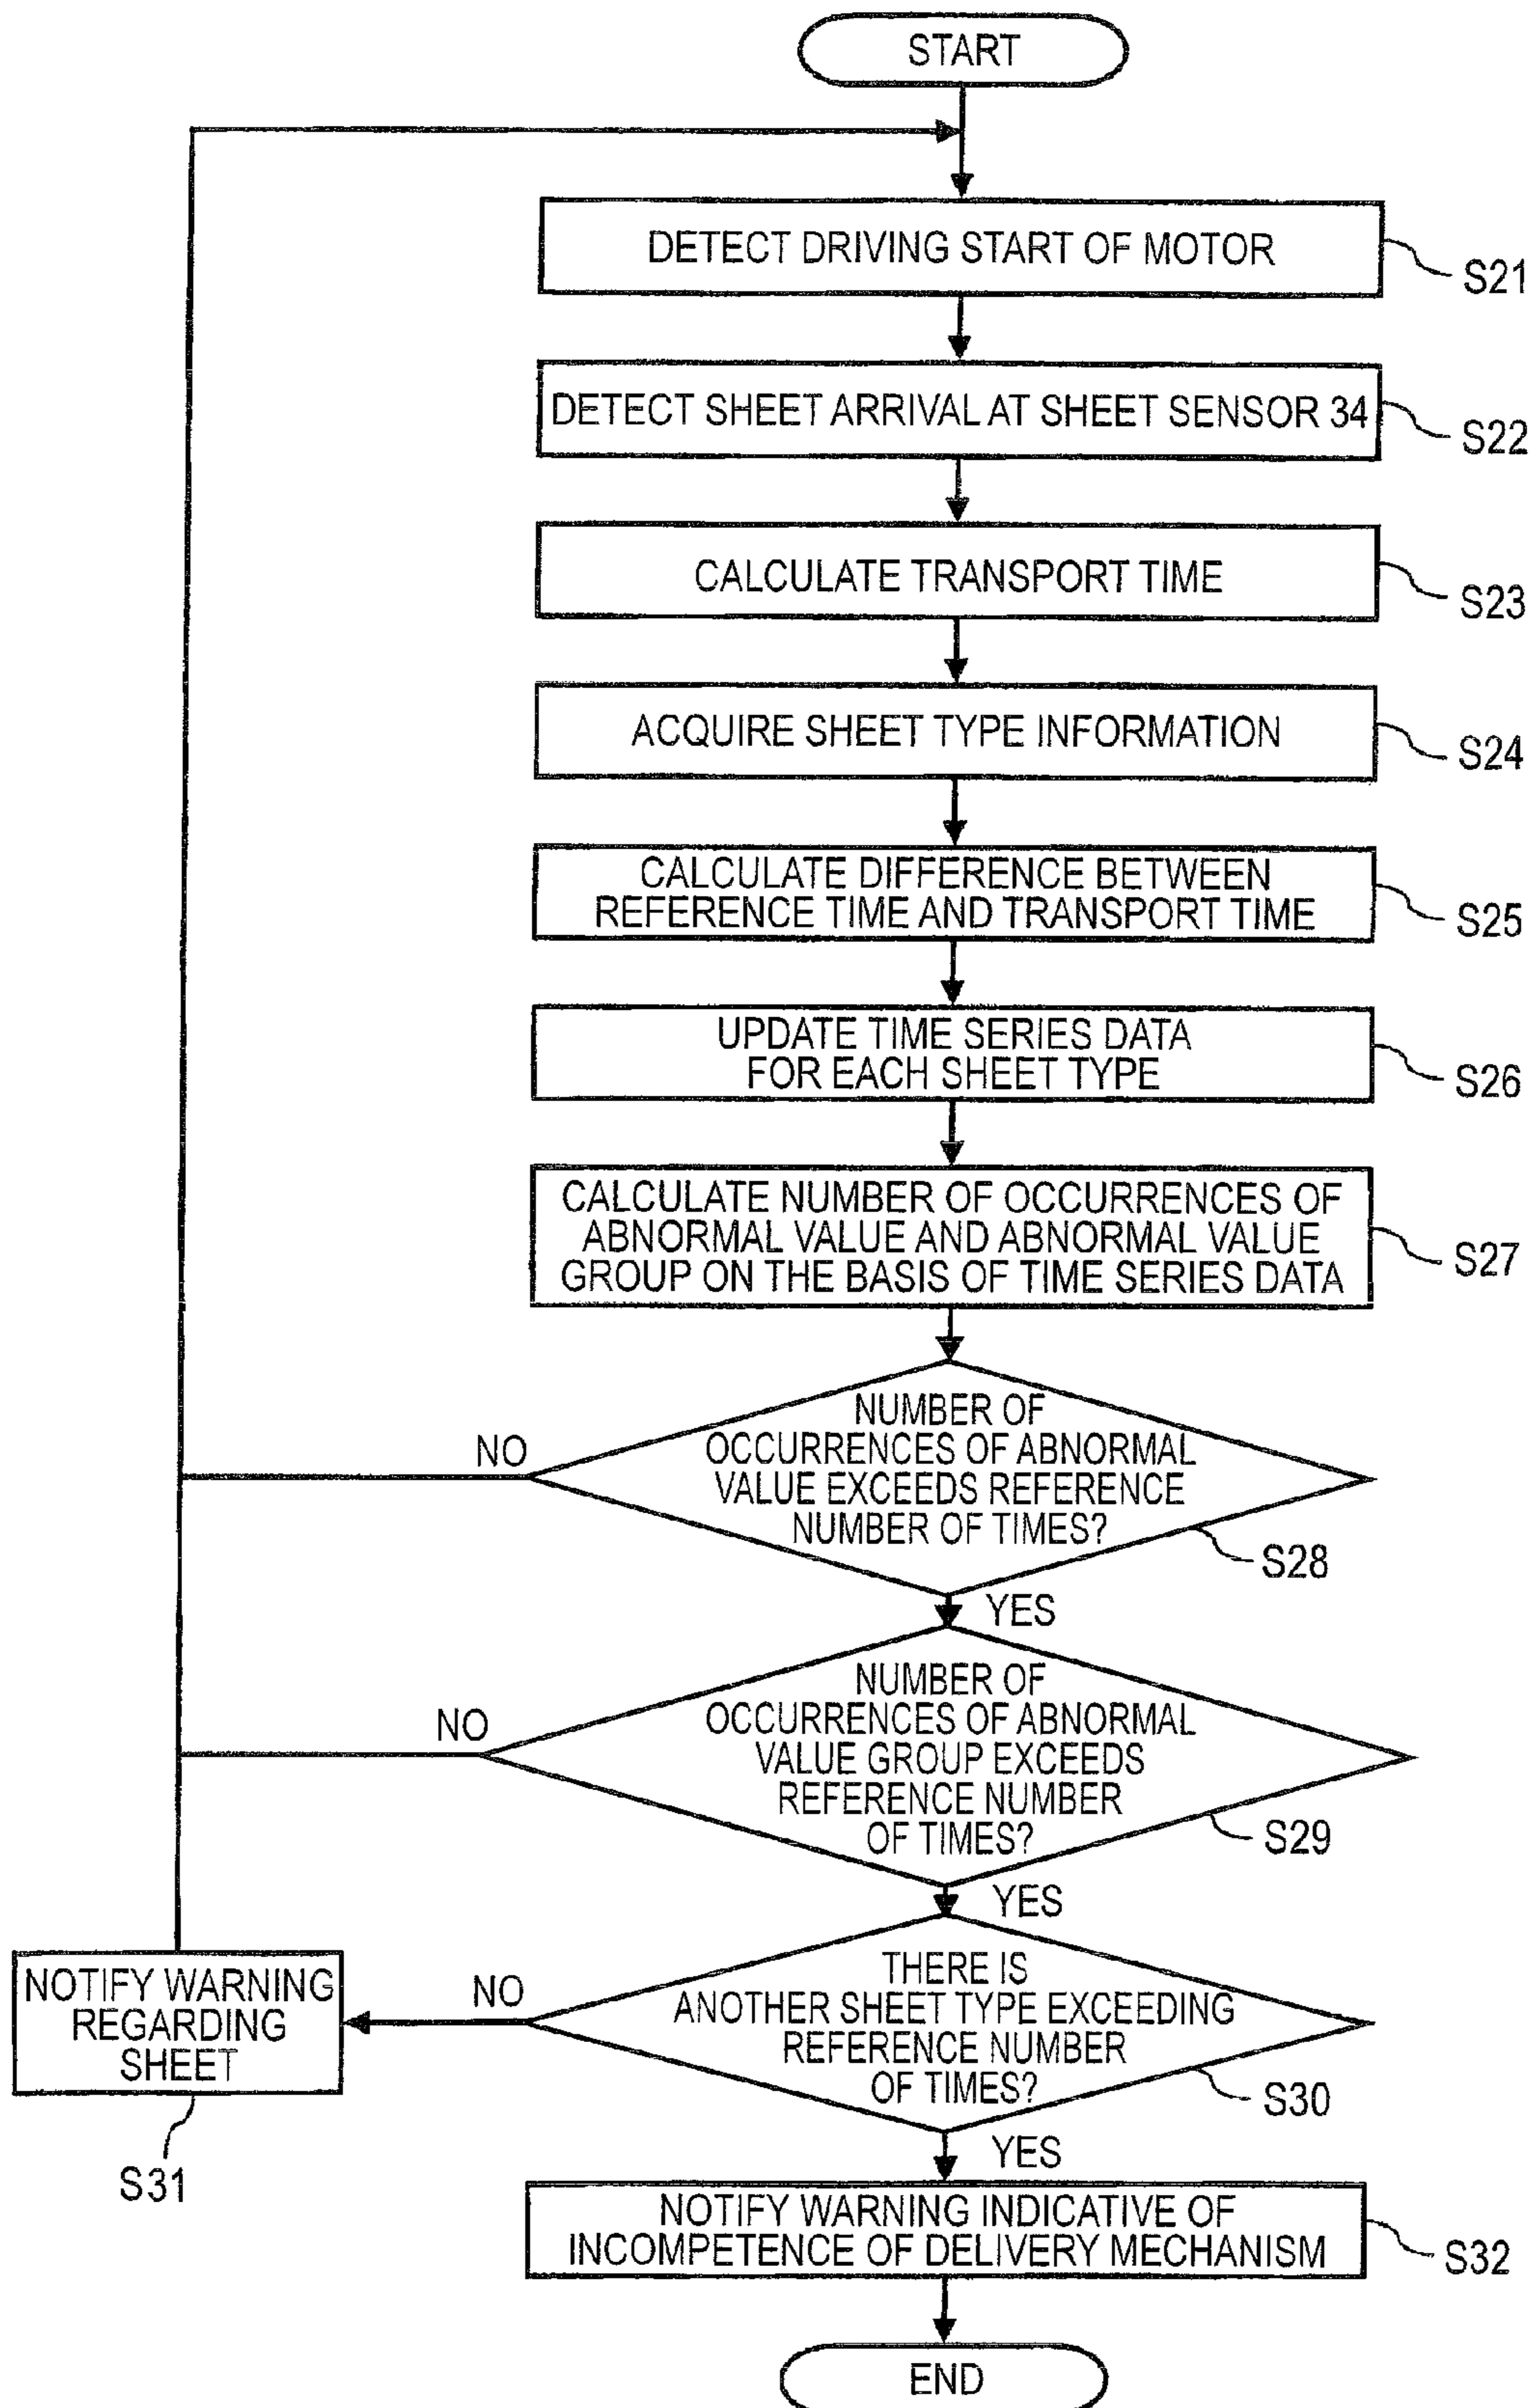 START
DETECT DRIVING START OF MOTOR
S21
DETECT SHEET ARRIVAL AT SHEET SENSOR 34
S22
CALCULATE TRANSPORT TIME
S23
ACQUIRE SHEET TYPE INFORMATION
S24
CALCULATE DIFFERENCE BETWEEN
REFERENCE TIME AND TRANSPORT TIME
S25
UPDATE TIME SERIES DATA
FOR EACH SHEET TYPE
S26
CALCULATE NUMBER OF OCCURRENCES OF
ABNORMAL VALUE AND ABNORMAL VALUE
GROUP ON THE BASIS OF TIME SERIES DATA
S27
NUMBER OF
OCCURRENCES OF ABNORMAL
VALUE EXCEEDS REFERENCE
NUMBER OF TIMES?
NO
S28
YES
NUMBER OF
OCCURRENCES OF ABNORMAL
VALUE GROUP EXCEEDS
REFERENCE NUMBER
OF TIMES?
NO
S29
YES
THERE IS
ANOTHER SHEET TYPE EXCEEDING
REFERENCE NUMBER
OF TIMES?
NO
S30
NOTIFY WARNING
REGARDING
SHEET
S31
YES
NOTIFY WARNING INDICATIVE OF
INCOMPETENCE OF DELIVERY MECHANISM
S32
END